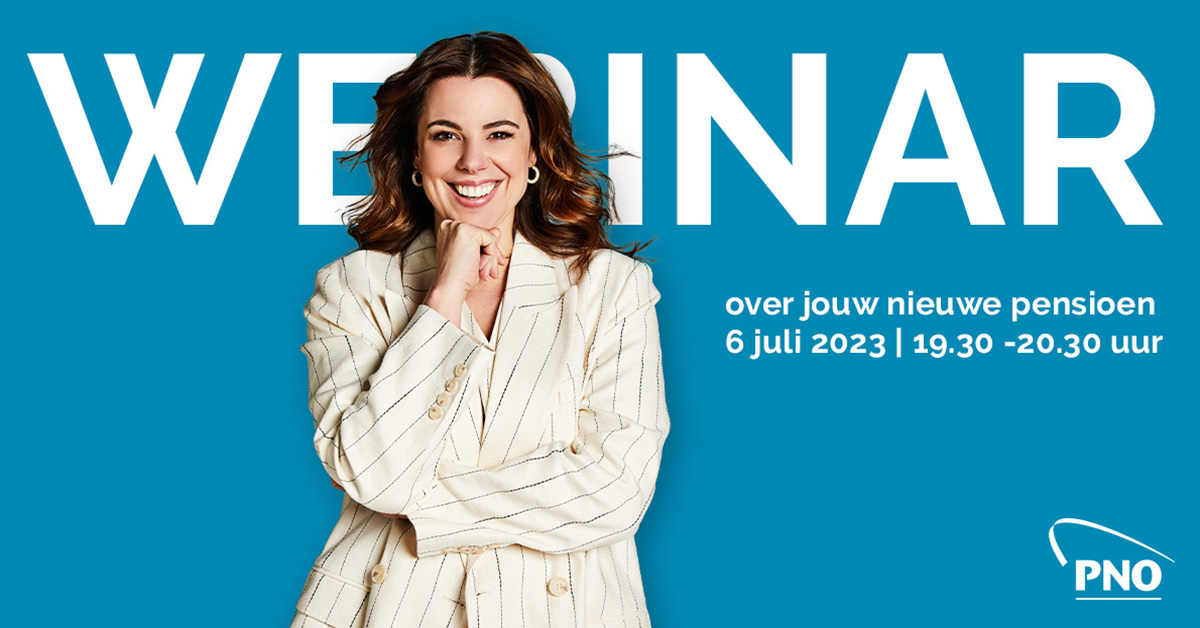 WEBINAR
over jouw nieuwe pensioen
6 juli 2023 | 19.30 -20.30 uur
PNO